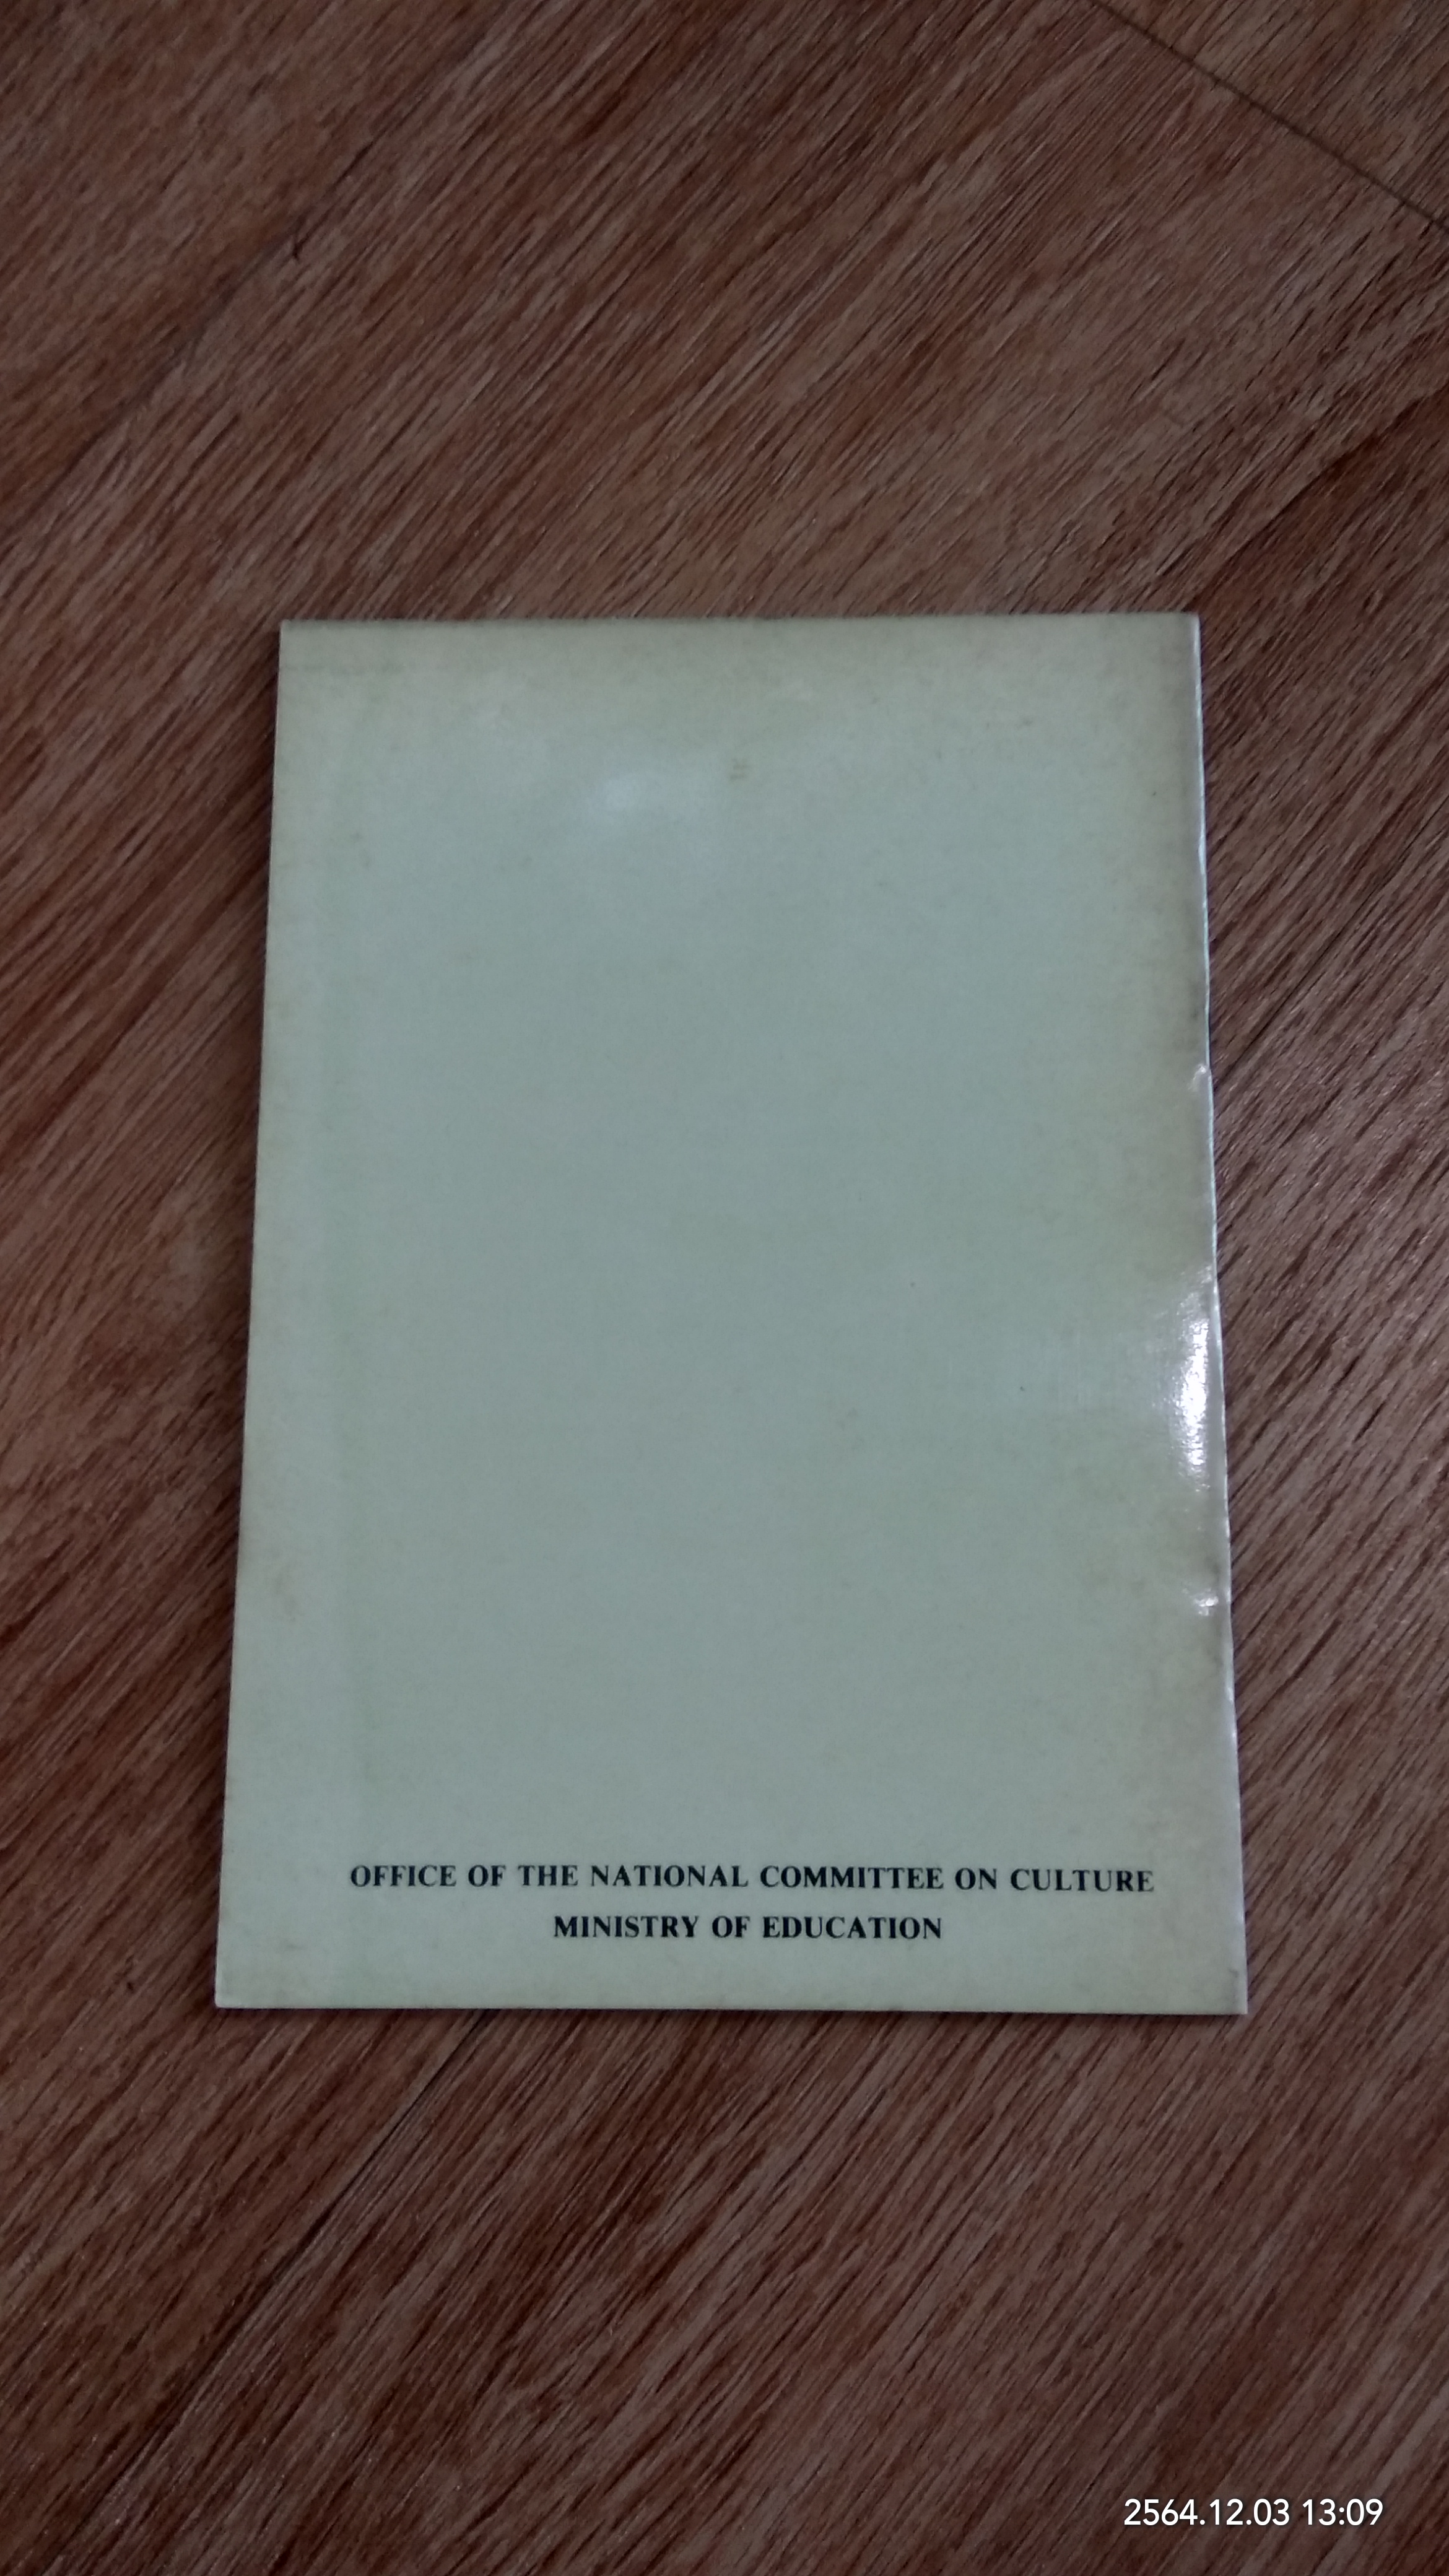 OFFICE OF THE NATIONAL COMMITTEE ON CULTURE
MINISTRY OF EDUCATION
2564.12.03 13:09